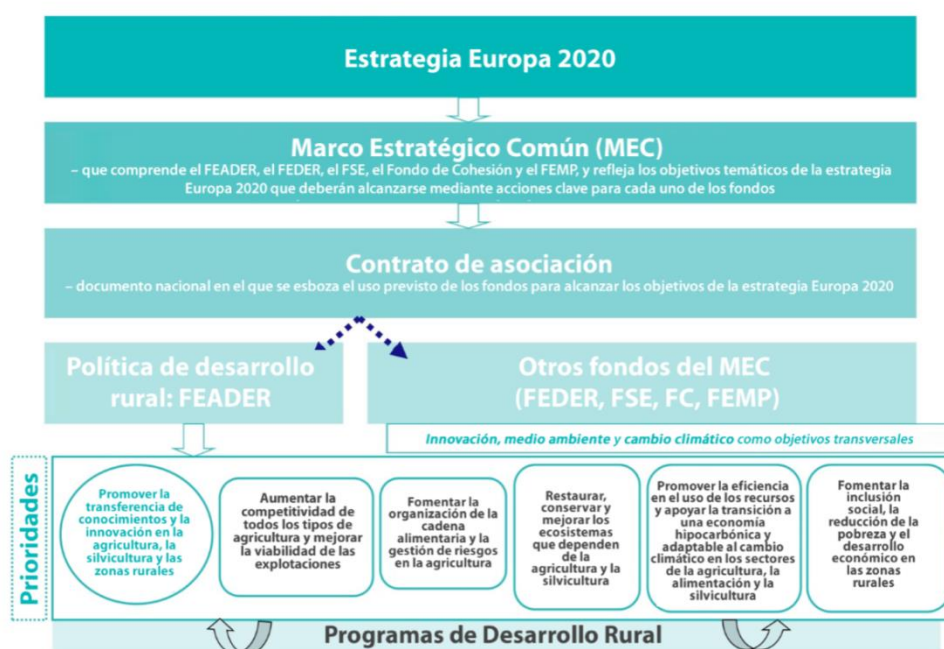 Estrategia Europa 2020
Marco Estratégico Común (MEC)
– que comprende el FEADER, el FEDER, el FSE, el Fondo de Cohesión y el FEMP, y refleja los objetivos temáticos de la estrategia
Europa 2020 que deberán alcanzarse mediante acciones clave para cada uno de los fondos
Contrato de asociación
– documento nacional en el que se esboza el uso previsto de los fondos para alcanzar los objetivos de la estrategia Europa 2020
Política de desarrollo
rural: FEADER
Otros fondos del MEC
(FEDER, FSE, FC, FEMP)
Innovación, medio ambiente y cambio climático como objetivos transversales
Prioridades
Promover la
transferencia de
conocimientos y la
innovación en la
agricultura, la
silvicultura y las
zonas rurales
Aumentar la
competitividad de
todos los tipos de
agricultura y mejorar
la viabilidad de las
explotaciones
Fomentar la
organización de la
cadena
alimentaria y la
gestión de riesgos
en la agricultura
Restaurar,
conservar y
mejorar los
ecosistemas
que dependen
de la
agricultura y la
silvicultura
Promover la eficiencia
en el uso de los recursos
y apoyar la transición a
una economía
hipocarbónica y
adaptable al cambio
climático en los sectores
de la agricultura, la
alimentación y la
silvicultura
Fomentar la
inclusión
social, la
reducción de la
pobreza y el
desarrollo
económico en
las zonas
rurales
Programas de Desarrollo Rural